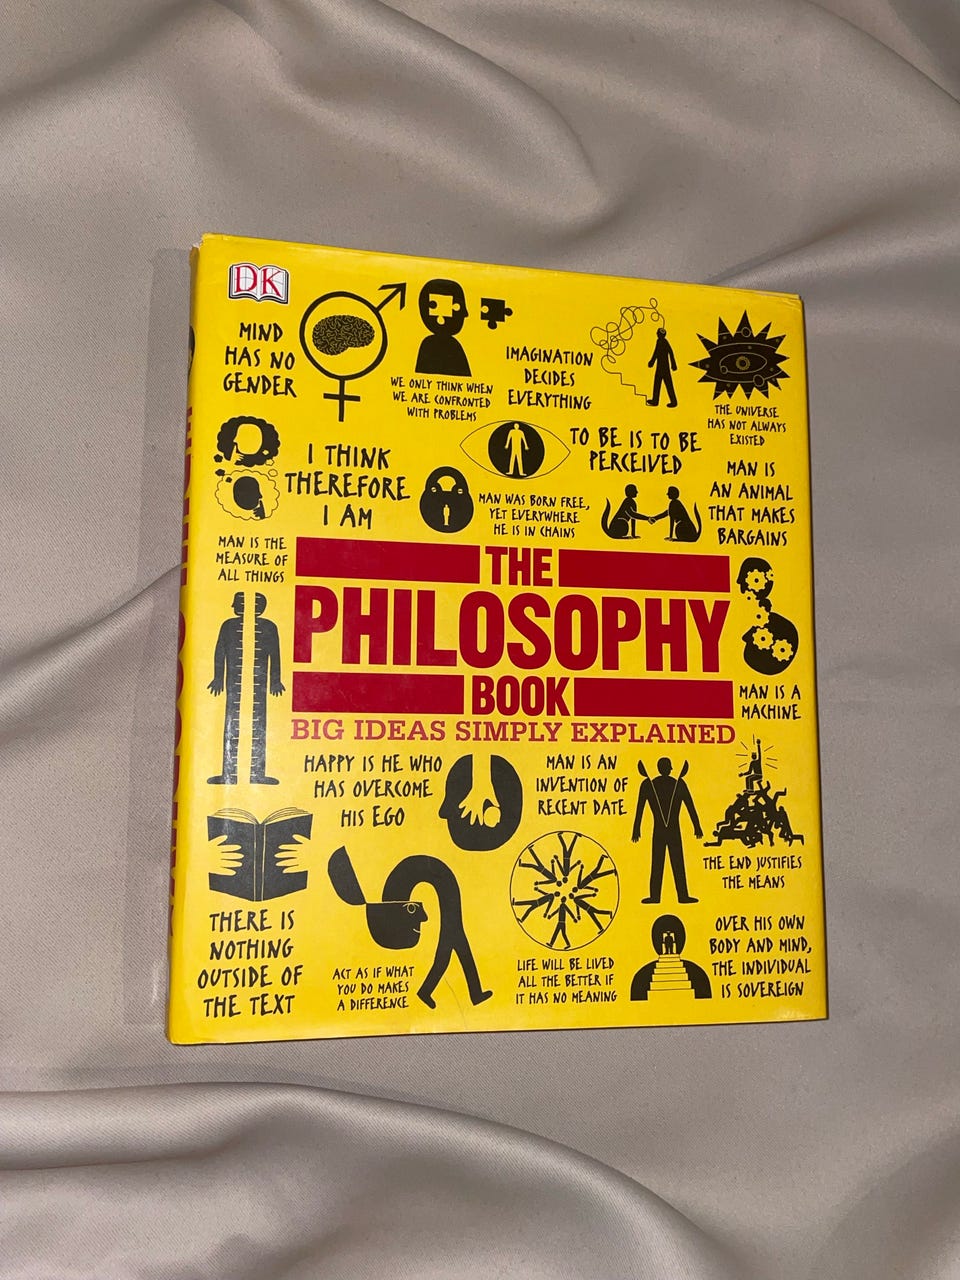 DK
MIND
HAS NO
GENDER
WE ONLY THINK WHEN
WE ARE CONFRONTED
WITH PROBLEMS
IMAGINATION
DECIDES
EVERYTHING
THE UNIVERSE
HAS NOT ALWAYS
EXISTED
I THINK
THEREFORE
I AM
TO BE IS TO BE
PERCEIVED
MAN WAS BORN FREE,
YET EVERYWHERE
HE IS IN CHAINS
MAN IS
AN ANIMAL
THAT MAKES
BARGAINS
MAN IS THE
MEASURE OF
ALL THINGS
THE
PHILOSOPHY
BOOK
BIG IDEAS SIMPLY EXPLAINED
MAN IS A
MACHINE
HAPPY IS HE WHO
HAS OVERCOME
HIS EGO
MAN IS AN
INVENTION OF
RECENT DATE
THE END JUSTIFIES
THE MEANS
THERE IS
NOTHING
OUTSIDE OF
THE TEXT
ACT AS IF WHAT
YOU DO MAKES
A DIFFERENCE
LIFE WILL BE LIVED
ALL THE BETTER IF
IT HAS NO MEANING
OVER HIS OWN
BODY AND MIND,
THE INDIVIDUAL
IS SOVEREIGN